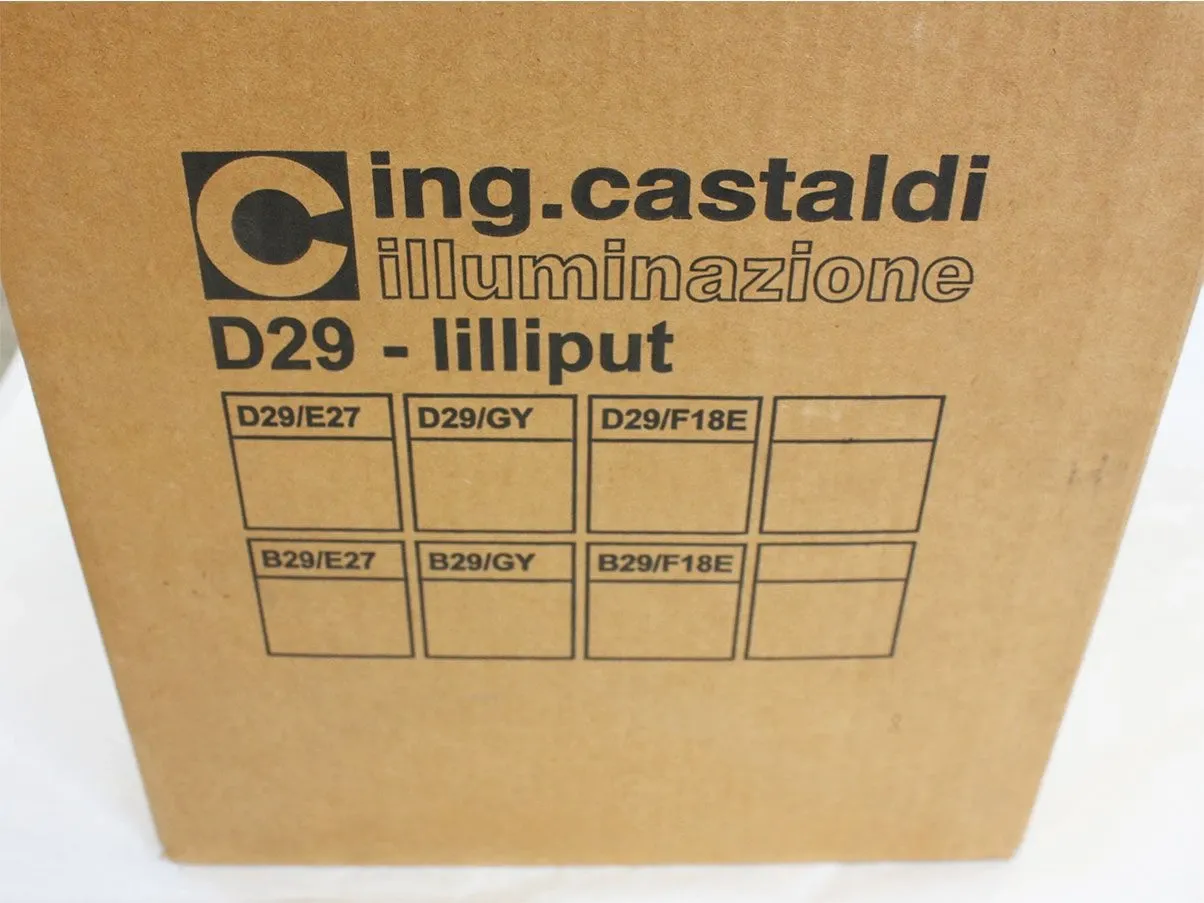 ing.castaldi
illuminazione
D29 - lilliput
D29/E27 D29/GY D29/F18E
B29/E27 B29/GY B29/F18E